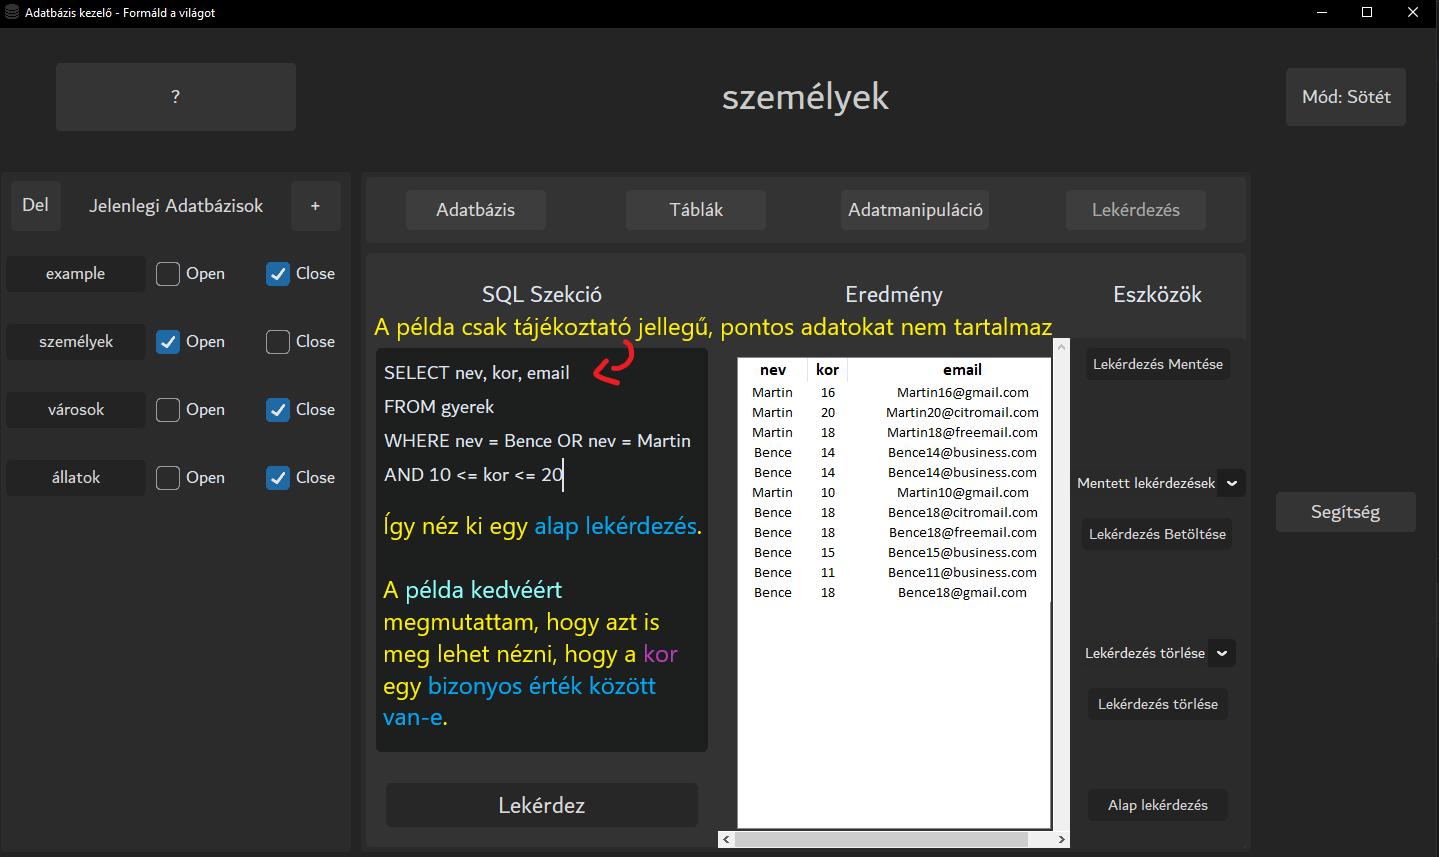 Adatbázis kezelő - Formáld a világot
?
személyek
Mód: Sötét
Del
Jelenlegi Adatbázisok
+
example
Open
Close
személyek
Open
Close
városok
Open
Close
állatok
Open
Close
Adatbázis
Táblák
Adatmanipuláció
Lekérdezés
SQL Szekció
Eredmény
Eszközök
A példa csak tájékoztató jellegű, pontos adatokat nem tartalmaz
SELECT nev, kor, email
FROM gyerek
WHERE nev = Bence OR nev = Martin
AND 10 <= kor <= 20
Így néz ki egy alap lekérdezés.
A példa kedvéért
megmutattam, hogy azt is
meg lehet nézni, hogy a kor
egy bizonyos érték között
van-e.
Lekérdez
nev kor email
Martin 16 Martin16@gmail.com
Martin 20 Martin20@citromail.com
Martin 18 Martin18@freemail.com
Bence 14 Bence14@business.com
Bence 14 Bence14@business.com
Martin 10 Martin10@gmail.com
Bence 18 Bence18@citromail.com
Bence 18 Bence18@freemail.com
Bence 15 Bence15@business.com
Bence 11 Bence11@business.com
Bence 18 Bence18@gmail.com
Lekérdezés Mentése
Mentett lekérdezések
Lekérdezés Betöltése
Lekérdezés törlése
Lekérdezés törlése
Alap lekérdezés
Segítség